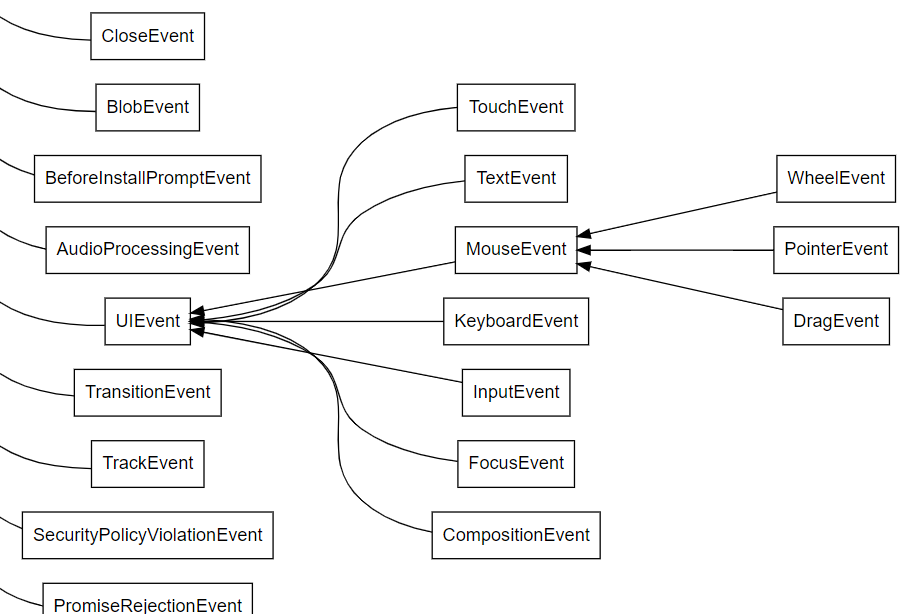 CloseEvent
BlobEvent
BeforeInstallPromptEvent
AudioProcessingEvent
UIEvent
TransitionEvent
TrackEvent
SecurityPolicyViolationEvent
PromiseRejectionEvent
TouchEvent
TextEvent
MouseEvent
KeyboardEvent
InputEvent
FocusEvent
CompositionEvent
WheelEvent
PointerEvent
DragEvent